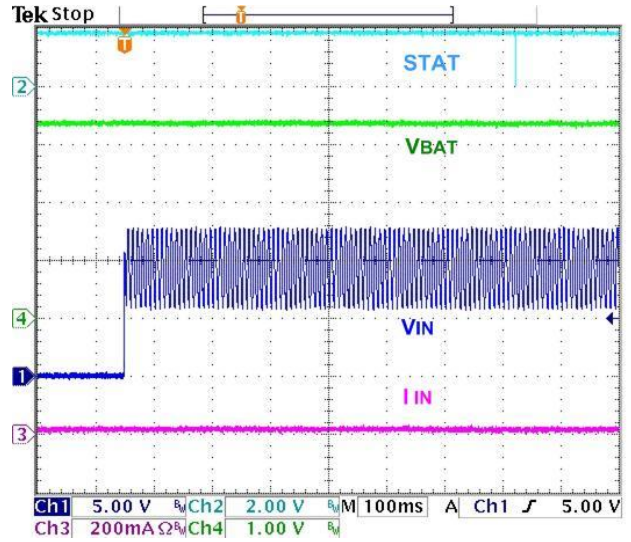 Tek Stop
T
T
2
STAT
VBAT
4
VIN
1
I IN
3
Ch1 5.00 V BW Ch2 2.00 V BW M 100ms A Ch1 5.00 V
Ch3 200mA Ω BW Ch4 1.00 V BW